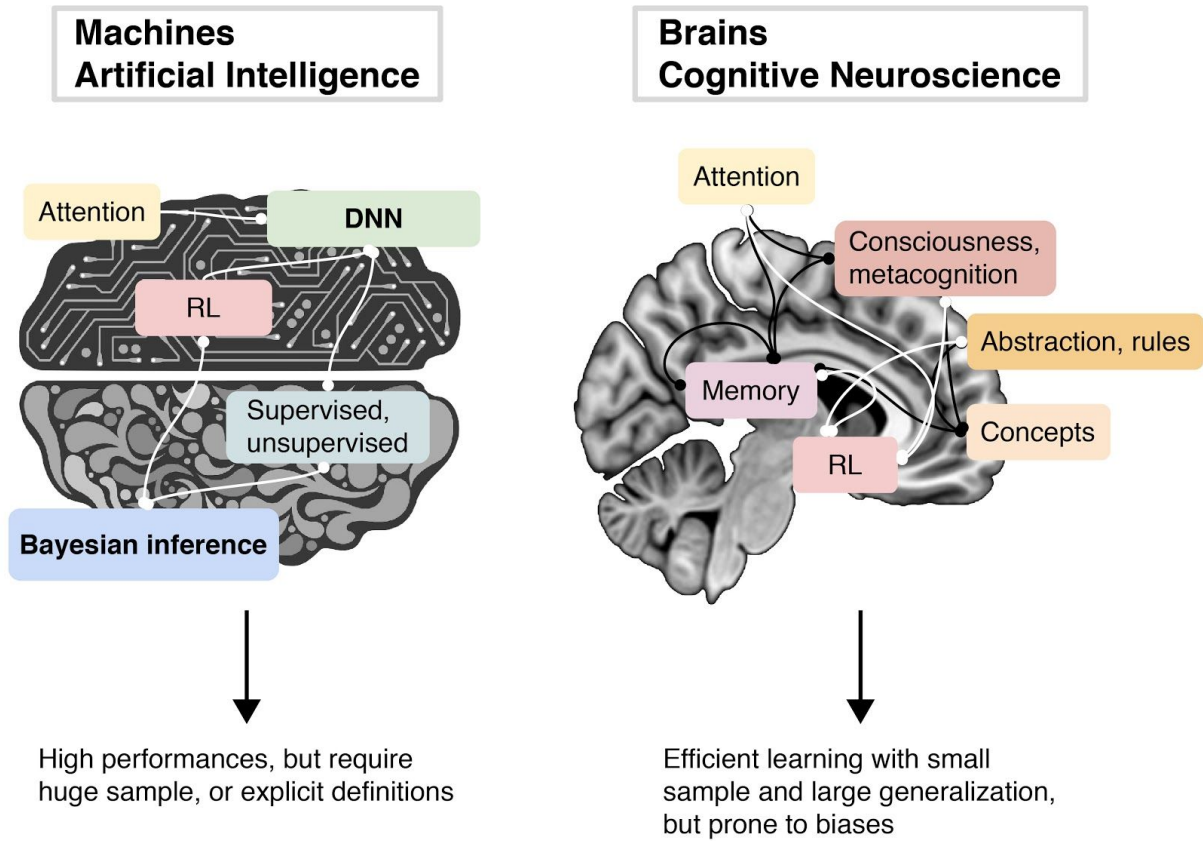 Machines
Artificial Intelligence
Attention
DNN
RL
Supervised,
unsupervised
Bayesian inference
High performances, but require
huge sample, or explicit definitions
Brains
Cognitive Neuroscience
Attention
Consciousness,
metacognition
Abstraction, rules
Memory
Concepts
RL
Efficient learning with small
sample and large generalization,
but prone to biases